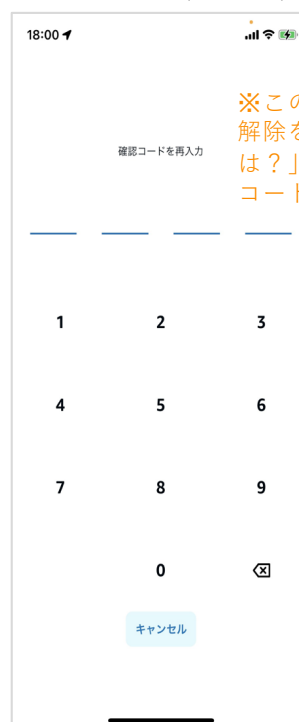 18:00
※この
解除を
は？」
コード
確認コードを再入力
1 2 3
4 5 6
7 8 9
0
キャンセル